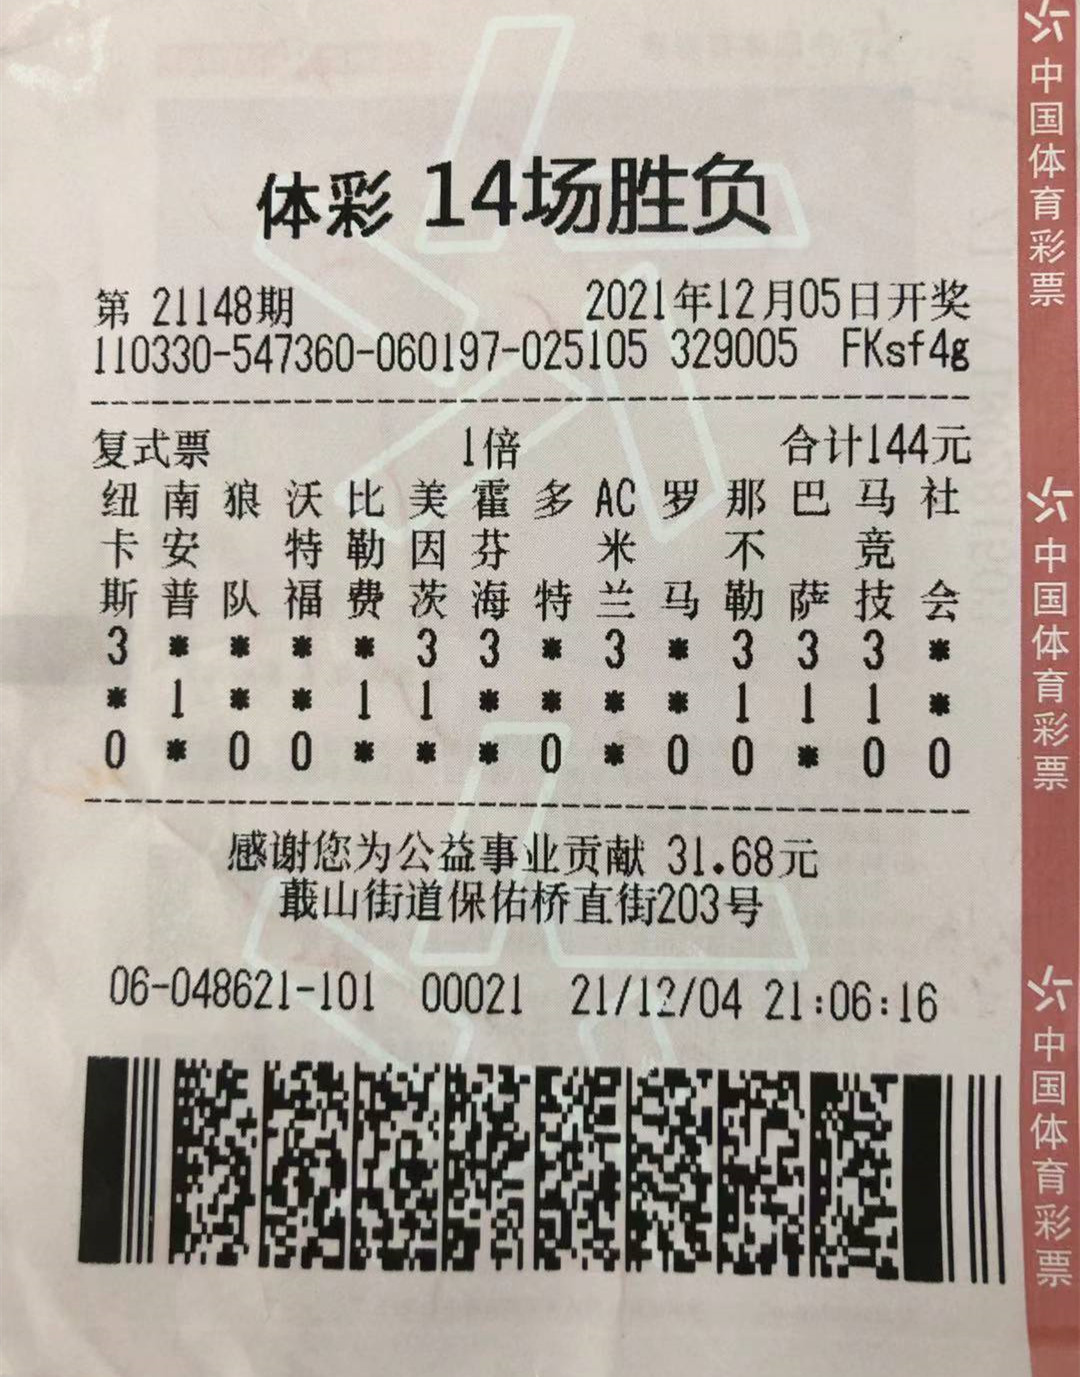 体彩 14场胜负
第 21148期 2021年12月05日开奖
110330-547360-060197-025105 329005 FKsf4g
复式票 1倍 合计144元
纽 南 狼 沃 比 美 霍 多 AC 罗 那 巴 马 社
卡 安 特 勒 因 芬 米 不 竞
斯 普 队 福 费 茨 海 特 兰 马 勒 萨 技 会
3 * * * * 3 3 * 3 * 3 3 3 *
* 1 * * 1 1 * * * * 1 1 1 *
0 * 0 0 * * * 0 * 0 0 * 0 0
感谢您为公益事业贡献 31.68元
蕺山街道保佑桥直街203号
06-048621-101 00021 21/12/04 21:06:16
中国体育彩票
中国体育彩票
中国体育彩票